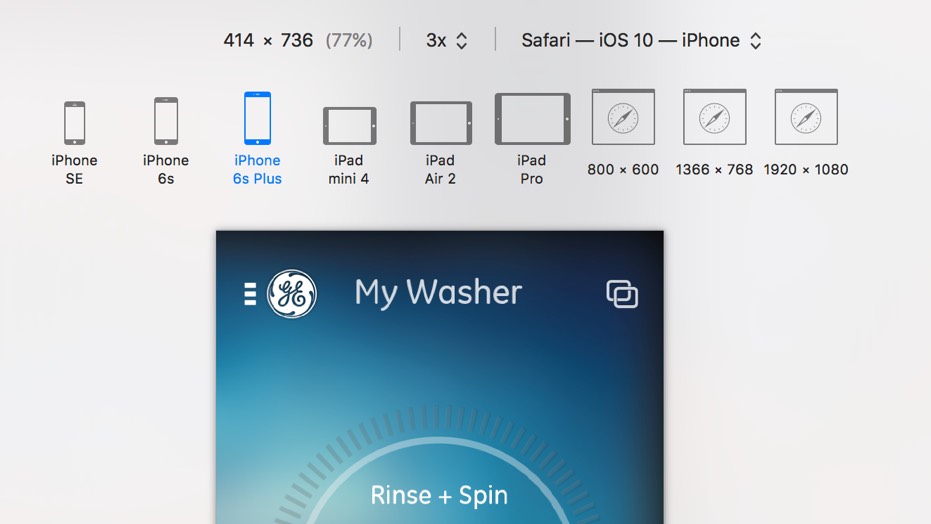 414 × 736 (77%)
3x
Safari — iOS 10 — iPhone
iPhone
SE
iPhone
6s
iPhone
6s Plus
iPad
mini 4
iPad
Air 2
iPad
Pro
800 × 600
1366 × 768
1920 × 1080
GE
My Washer
Rinse + Spin